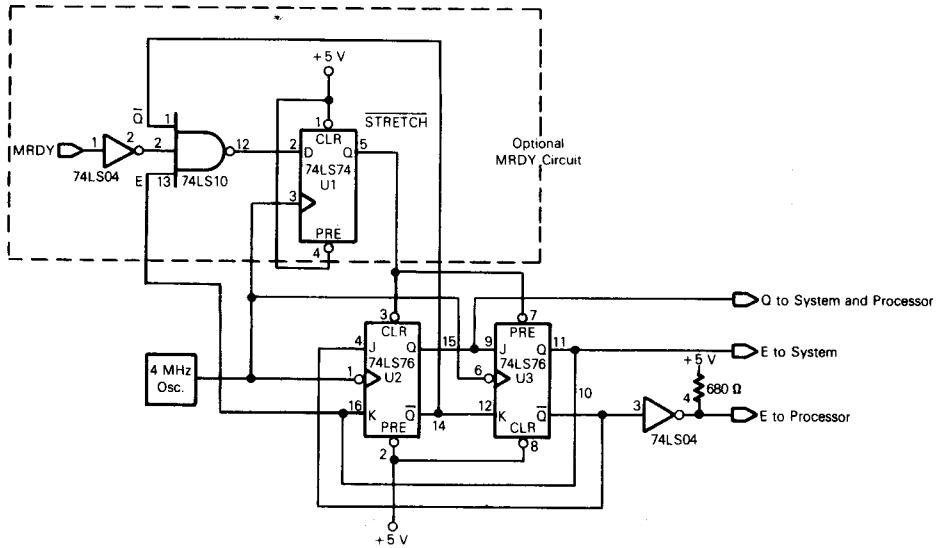 +5 V
Q̅
1
MRDY
1
2
2
12
E
13
74LS04
74LS10
1
CLR
2
D
Q
5
S̅T̅R̅E̅T̅C̅H̅
74LS74
U1
3
PRE
4
Optional
MRDY Circuit
4 MHz
Osc.
3
CLR
4
J
Q
15
74LS76
1
U2
16
K
Q̅
14
PRE
2
+5 V
7
PRE
9
J
Q
11
74LS76
6
U3
10
12
K
Q̅
CLR
8
Q to System and Processor
E to System
+5 V
680 Ω
3
4
74LS04
E to Processor